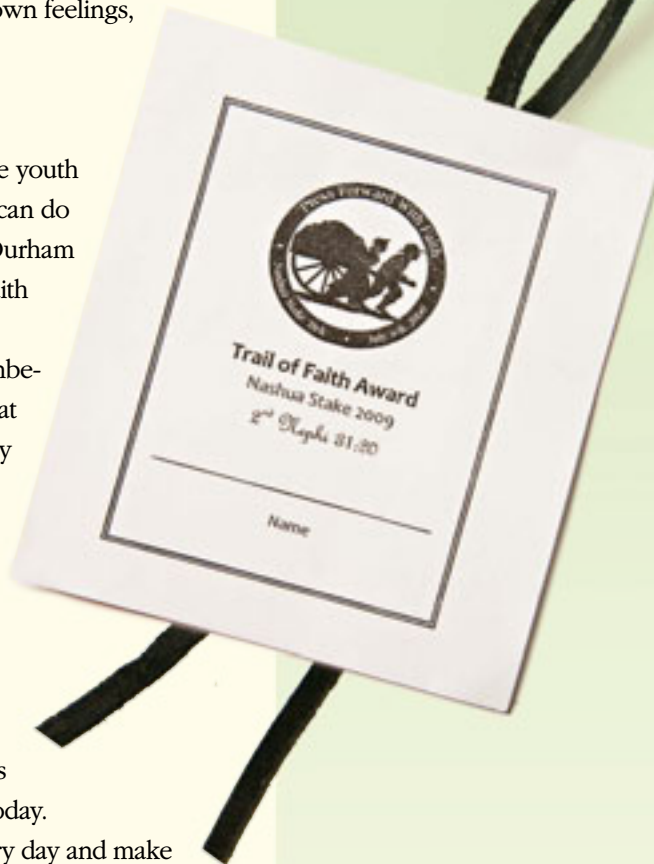 own feelings,
e youth
can do
Durham
ith
nbe-
at
y
Press Forward With Faith
Trail of Faith Award
Nashua Stake 2009
2nd Nephi 31:20
Name
s
oday.
ry day and make